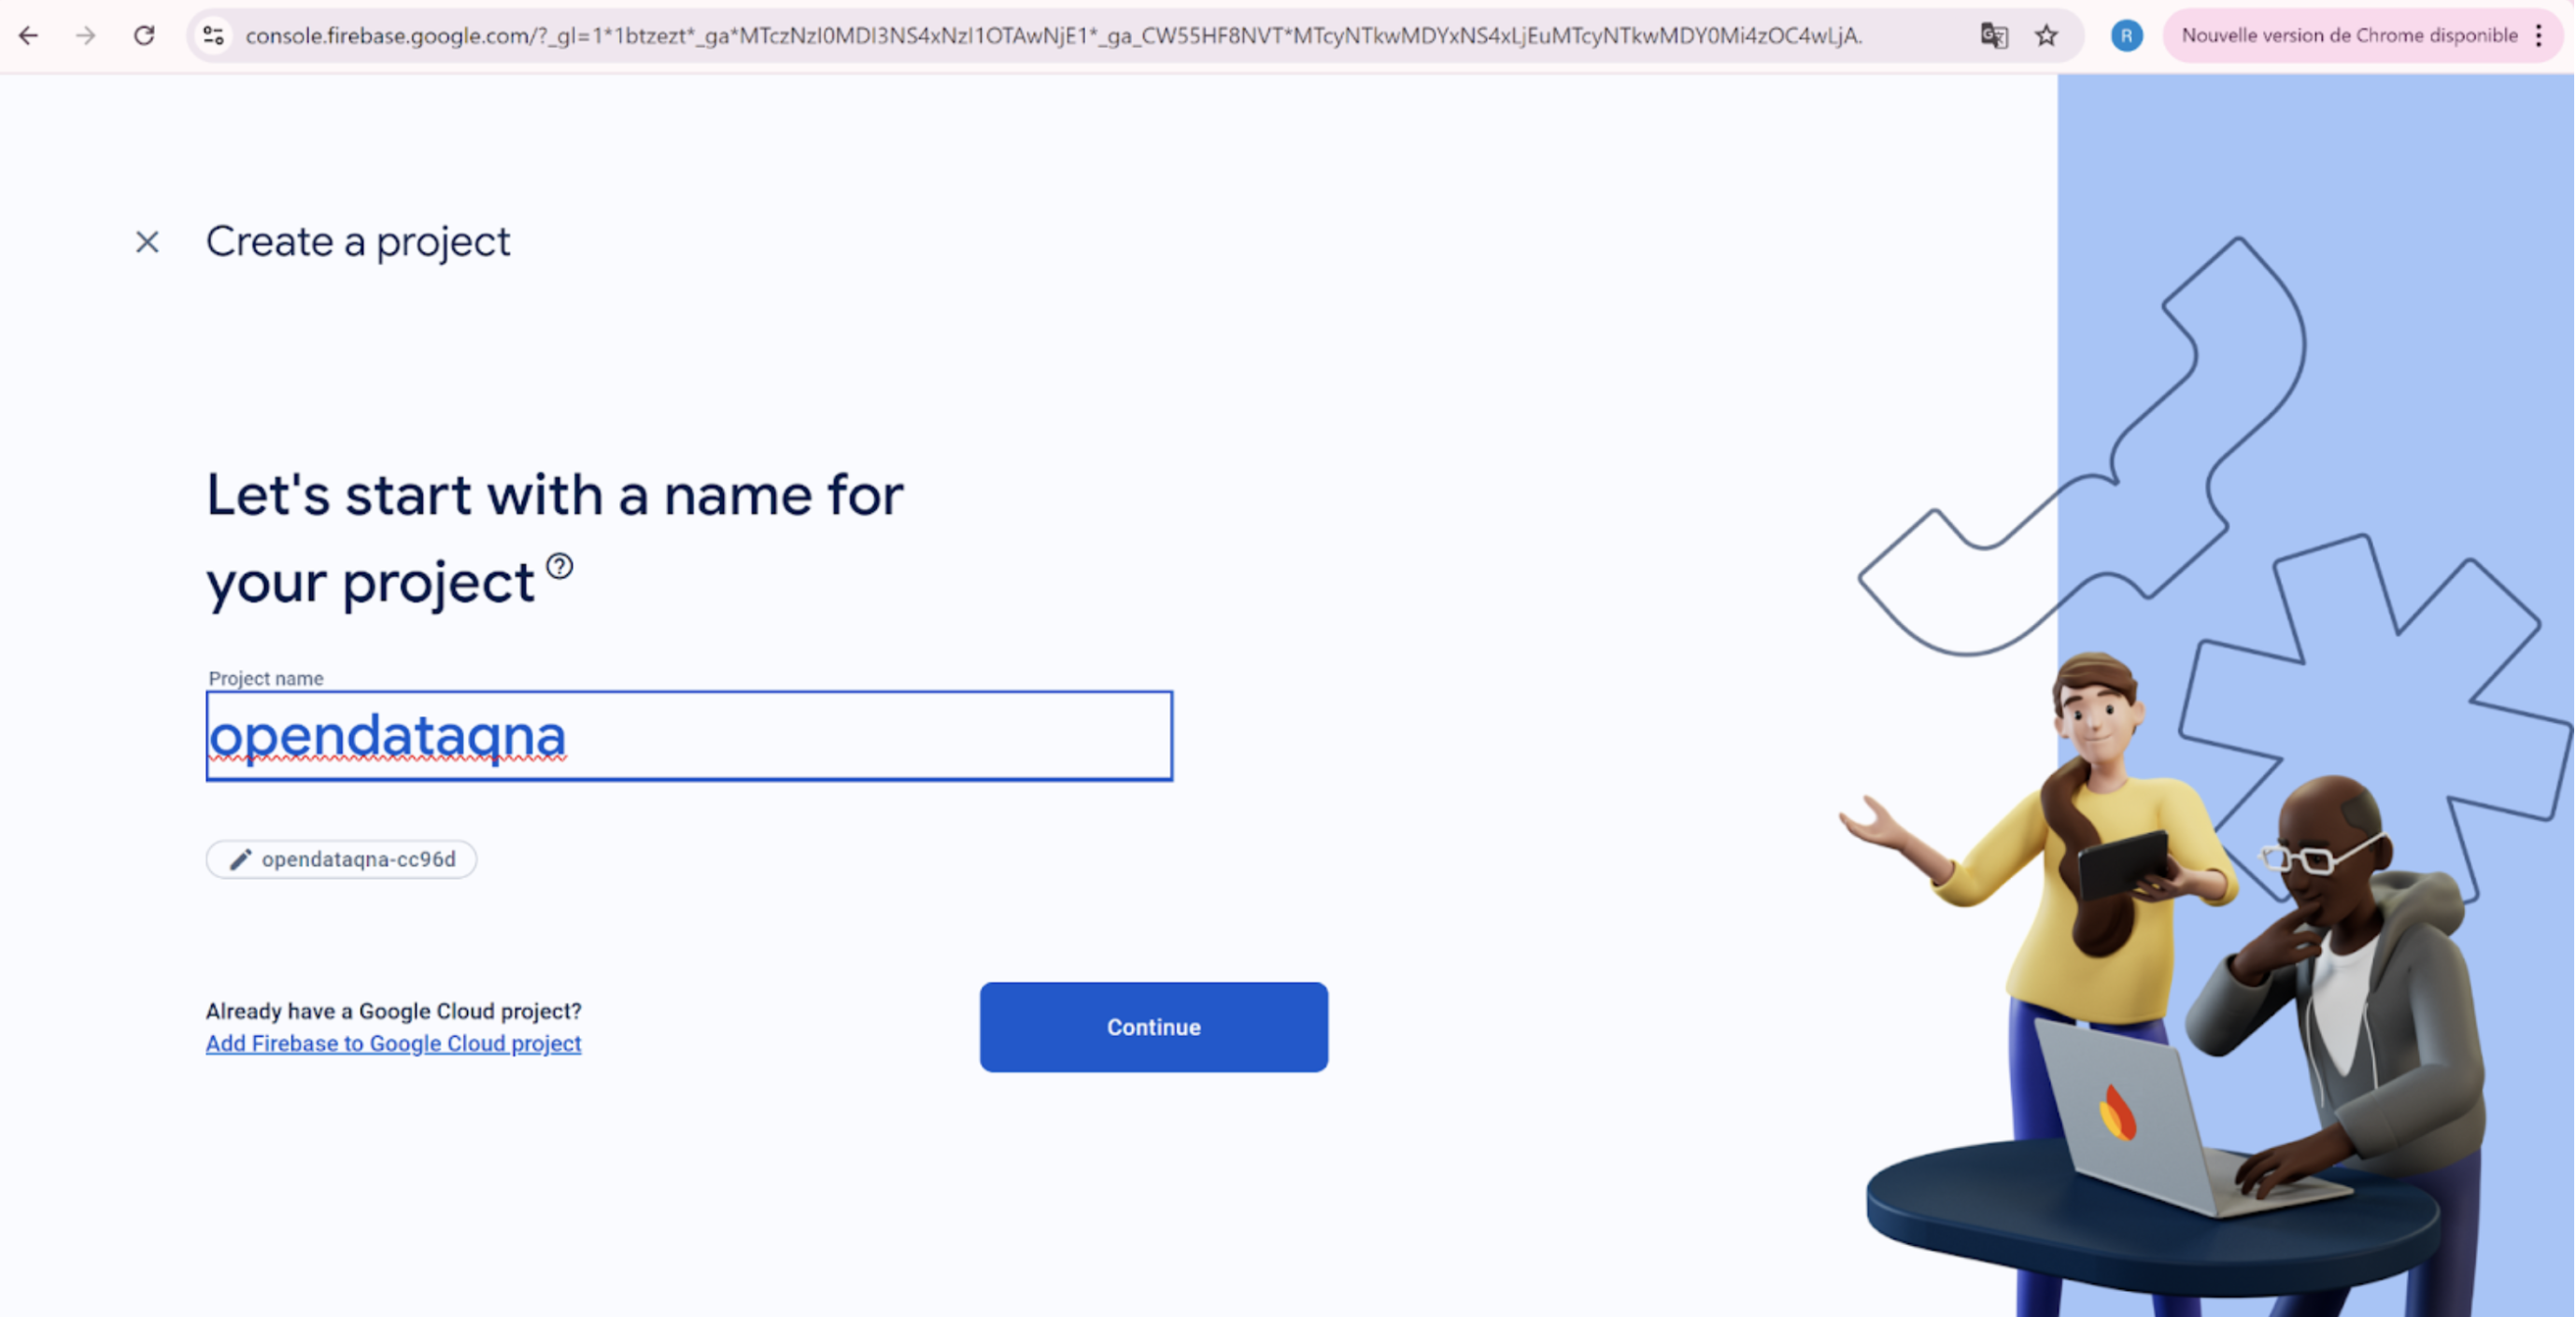 console.firebase.google.com/?_gl=1*1btzezt*_ga*MTczNzI0MDI3NS4xNzI1OTAwNjE1*_ga_CW55HF8NVT*MTcyNTkwMDYxNS4xLjEuMTcyNTkwMDY0Mi4zOC4wLjA.
R
Nouvelle version de Chrome disponible
Create a project
Let's start with a name for
your project
Project name
opendataqna
opendataqna-cc96d
Already have a Google Cloud project?
Add Firebase to Google Cloud project
Continue